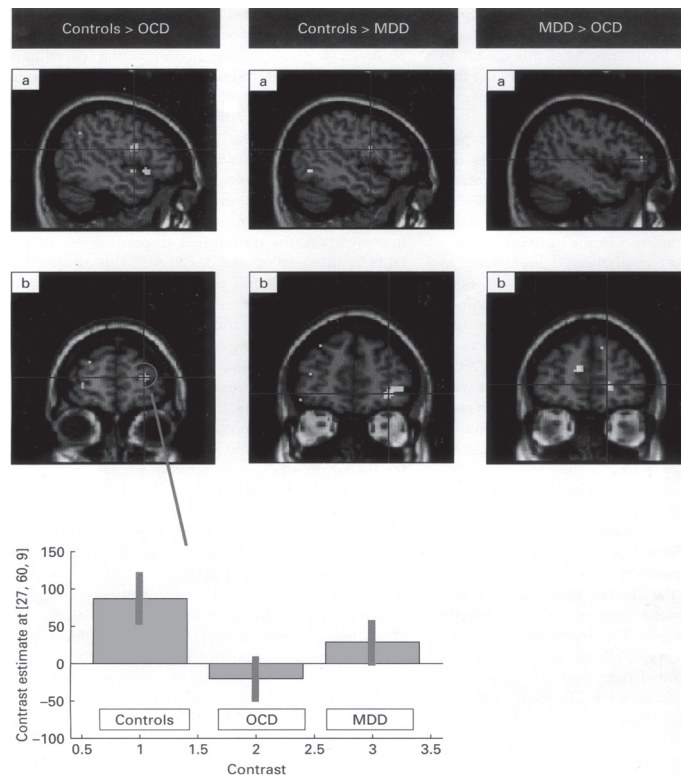 Controls > OCD
Controls > MDD
MDD > OCD
a
a
a
b
b
b
Contrast estimate at [27, 60, 9]
150
100
50
0
−50
−100
Controls
OCD
MDD
0.5
1
1.5
2
2.5
3
3.5
Contrast